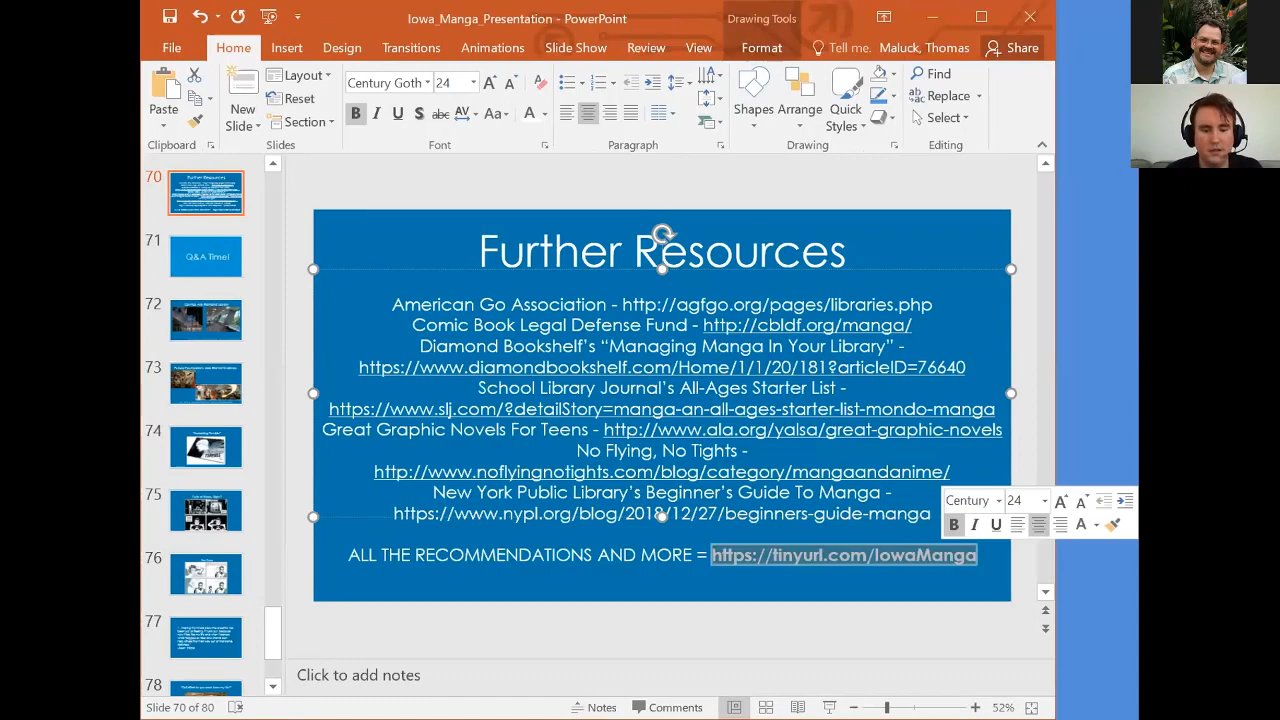 Iowa_Manga_Presentation - PowerPoint
Drawing Tools
File Home Insert Design Transitions Animations Slide Show Review View Format Tell me. Maluck, Thomas Share
Paste
Clipboard
New
Slide
Layout
Reset
Section
Slides
Century Goth 24
B I U S abc AV Aa A
Font
Paragraph
Shapes
Arrange
Quick
Styles
Drawing
Find
Replace
Select
Editing
70
Further Resources
71
Q&A Time!
72
73
74
75
76
77
78
Further Resources
American Go Association - http://agfgo.org/pages/libraries.php
Comic Book Legal Defense Fund - http://cbldf.org/manga/
Diamond Bookshelf’s “Managing Manga In Your Library” -
https://www.diamondbookshelf.com/Home/1/1/20/181?articleID=76640
School Library Journal’s All-Ages Starter List -
https://www.slj.com/?detailStory=manga-an-all-ages-starter-list-mondo-manga
Great Graphic Novels For Teens - http://www.ala.org/yalsa/great-graphic-novels
No Flying, No Tights -
http://www.noflyingnotights.com/blog/category/mangaandanime/
New York Public Library’s Beginner’s Guide To Manga -
https://www.nypl.org/blog/2018/12/27/beginners-guide-manga
ALL THE RECOMMENDATIONS AND MORE = https://tinyurl.com/IowaManga
Century 24
B I U A
Click to add notes
Slide 70 of 80
Notes
Comments
52%